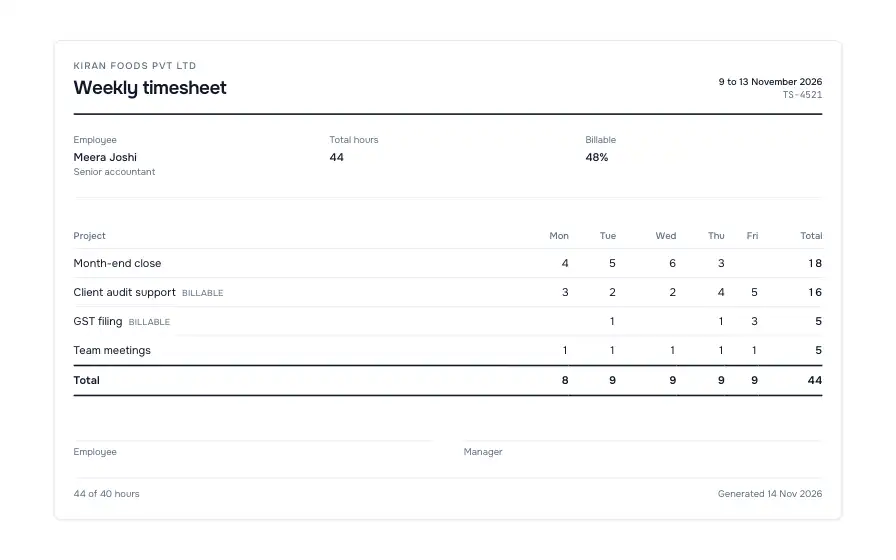 KIRAN FOODS PVT LTD
Weekly timesheet
9 to 13 November 2026
TS-4521
Employee Total hours Billable
Meera Joshi 44 48%
Senior accountant
Project Mon Tue Wed Thu Fri Total
Month-end close 4 5 6 3 18
Client audit support BILLABLE 3 2 2 4 5 16
GST filing BILLABLE 1 1 3 5
Team meetings 1 1 1 1 1 5
Total 8 9 9 9 9 44
Employee Manager
44 of 40 hours Generated 14 Nov 2026